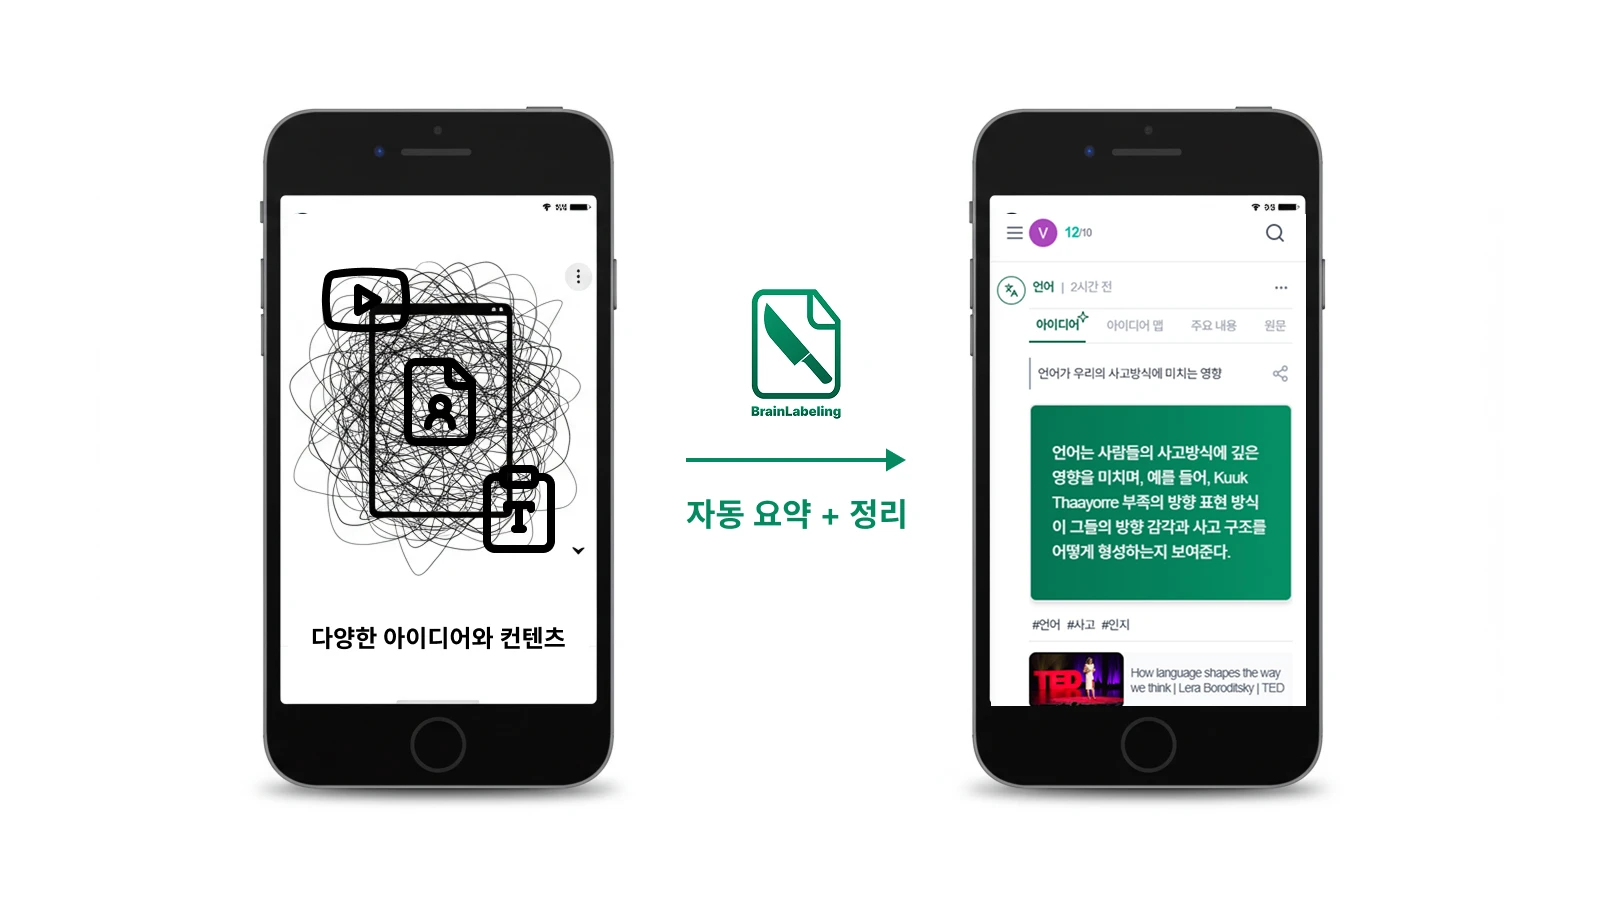 다양한 아이디어와 컨텐츠
BrainLabeling
자동 요약 + 정리
V 12/10
언어 | 2시간 전
아이디어 아이디어 맵 주요 내용 원문
언어가 우리의 사고방식에 미치는 영향
언어는 사람들의 사고방식에 깊은
영향을 미치며, 예를 들어, Kuuk
Thaayorre 부족의 방향 표현 방식
이 그들의 방향 감각과 사고 구조를
어떻게 형성하는지 보여준다.
#언어 #사고 #인지
TED
How language shapes the way
we think | Lera Boroditsky | TED